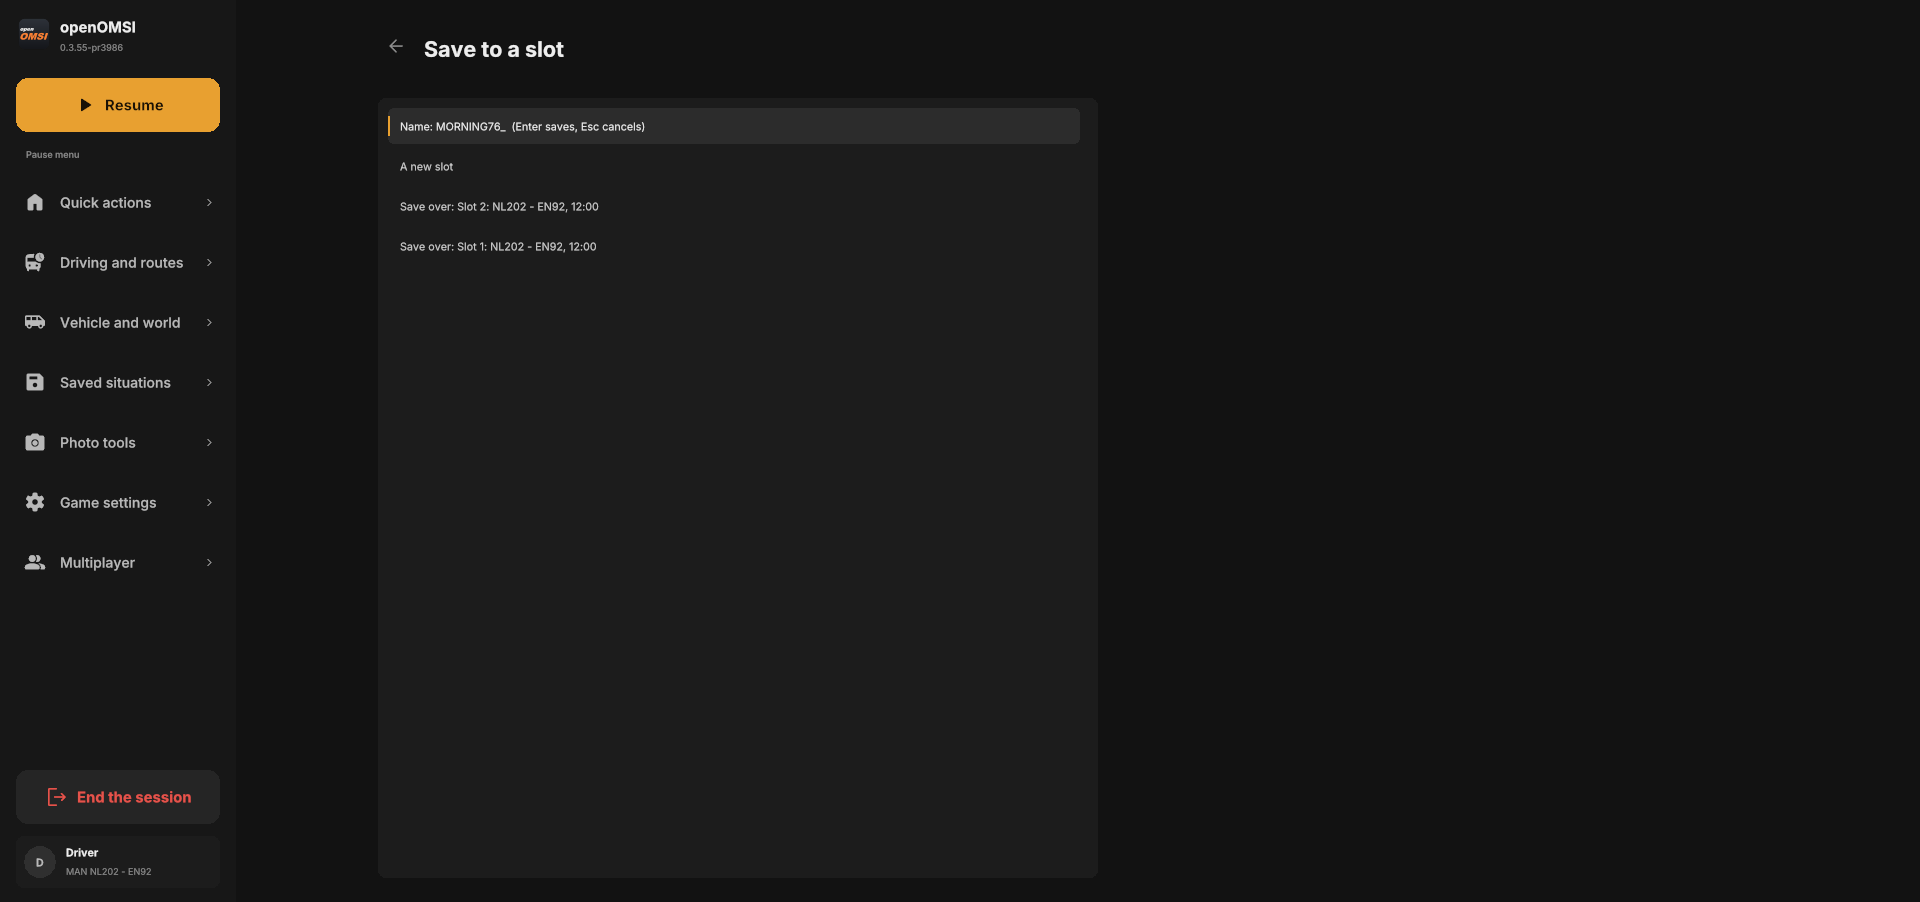 open
OMSI
openOMSI
0.3.55-pr3986
Resume
Pause menu
Quick actions
Driving and routes
Vehicle and world
Saved situations
Photo tools
Game settings
Multiplayer
End the session
D
Driver
MAN NL202 - EN92
Save to a slot
Name: MORNING76_ (Enter saves, Esc cancels)
A new slot
Save over: Slot 2: NL202 - EN92, 12:00
Save over: Slot 1: NL202 - EN92, 12:00